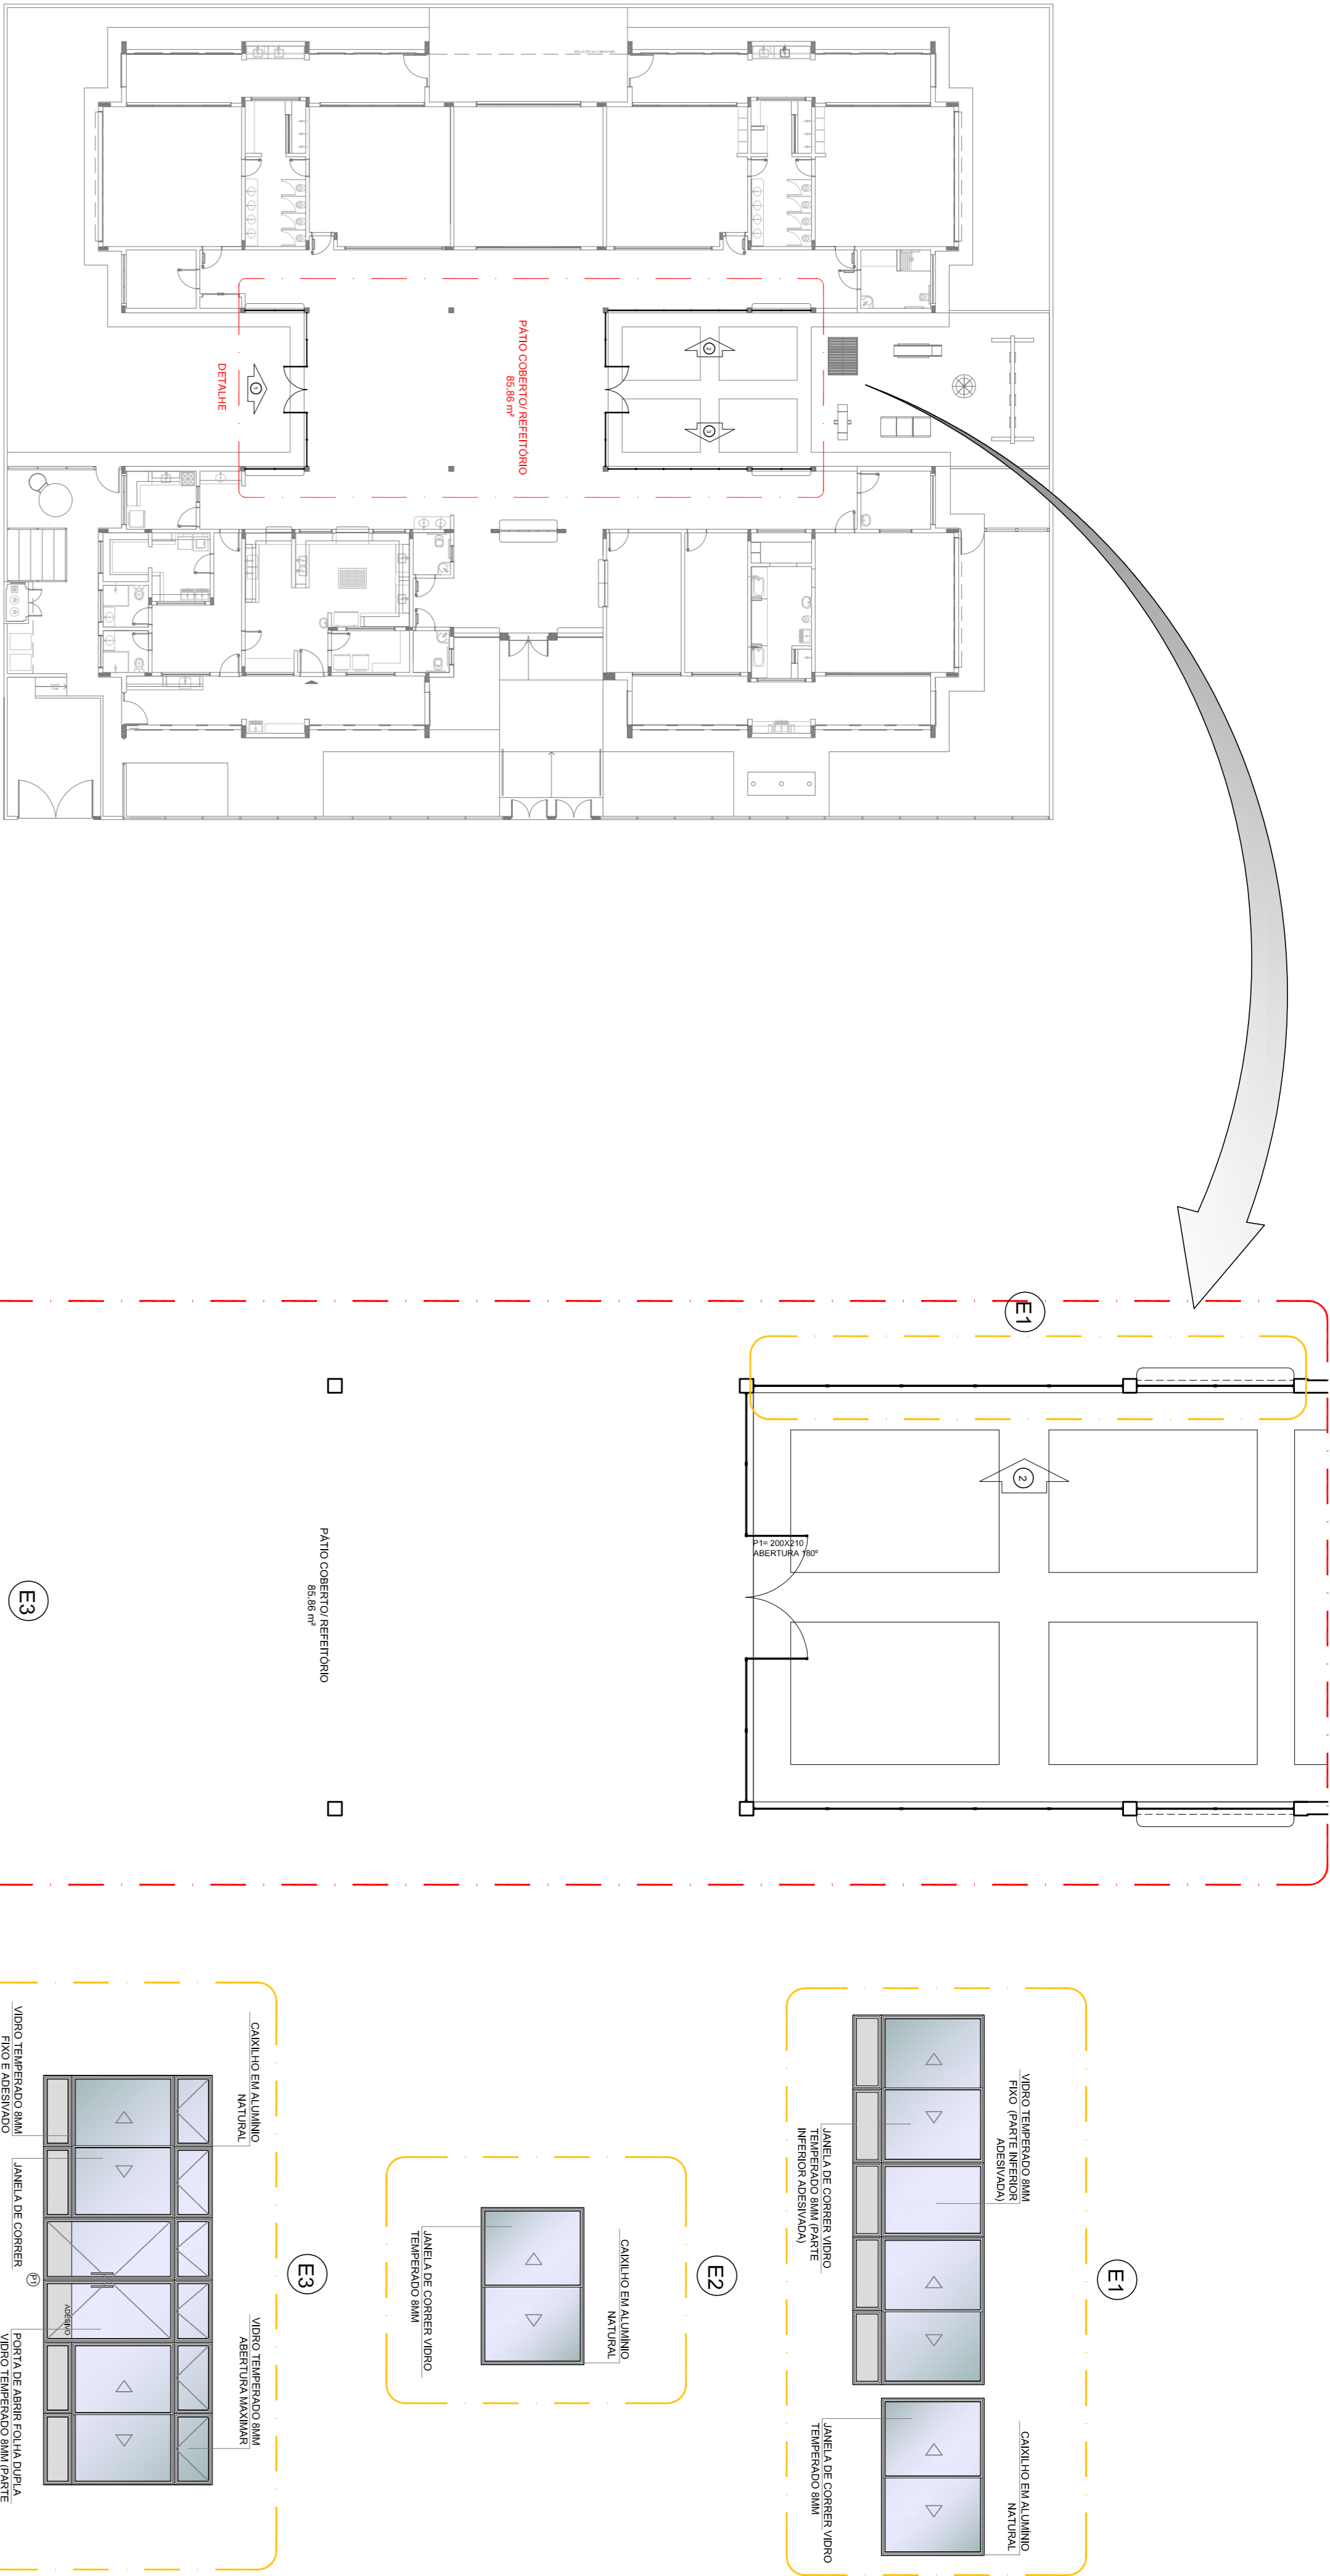 PÁTIO COBERTO/ REFEITÓRIO
85.86 m²
DETALHE
1
2
3
E1
2
P1= 200X210
ABERTURA 180º
PÁTIO COBERTO/ REFEITÓRIO
85.86 m²
E3
E1
VIDRO TEMPERADO 8MM
FIXO (PARTE INFERIOR
ADESIVADA)
JANELA DE CORRER VIDRO
TEMPERADO 8MM (PARTE
INFERIOR ADESIVADA)
CAIXILHO EM ALUMÍNIO
NATURAL
JANELA DE CORRER VIDRO
TEMPERADO 8MM
E2
CAIXILHO EM ALUMÍNIO
NATURAL
JANELA DE CORRER VIDRO
TEMPERADO 8MM
E3
CAIXILHO EM ALUMÍNIO
NATURAL
VIDRO TEMPERADO 8MM
ABERTURA MAXIMAR
VIDRO TEMPERADO 8MM
FIXO E ADESIVADO
JANELA DE CORRER
P1
ADESIVO
PORTA DE ABRIR FOLHA DUPLA
VIDRO TEMPERADO 8MM (PARTE